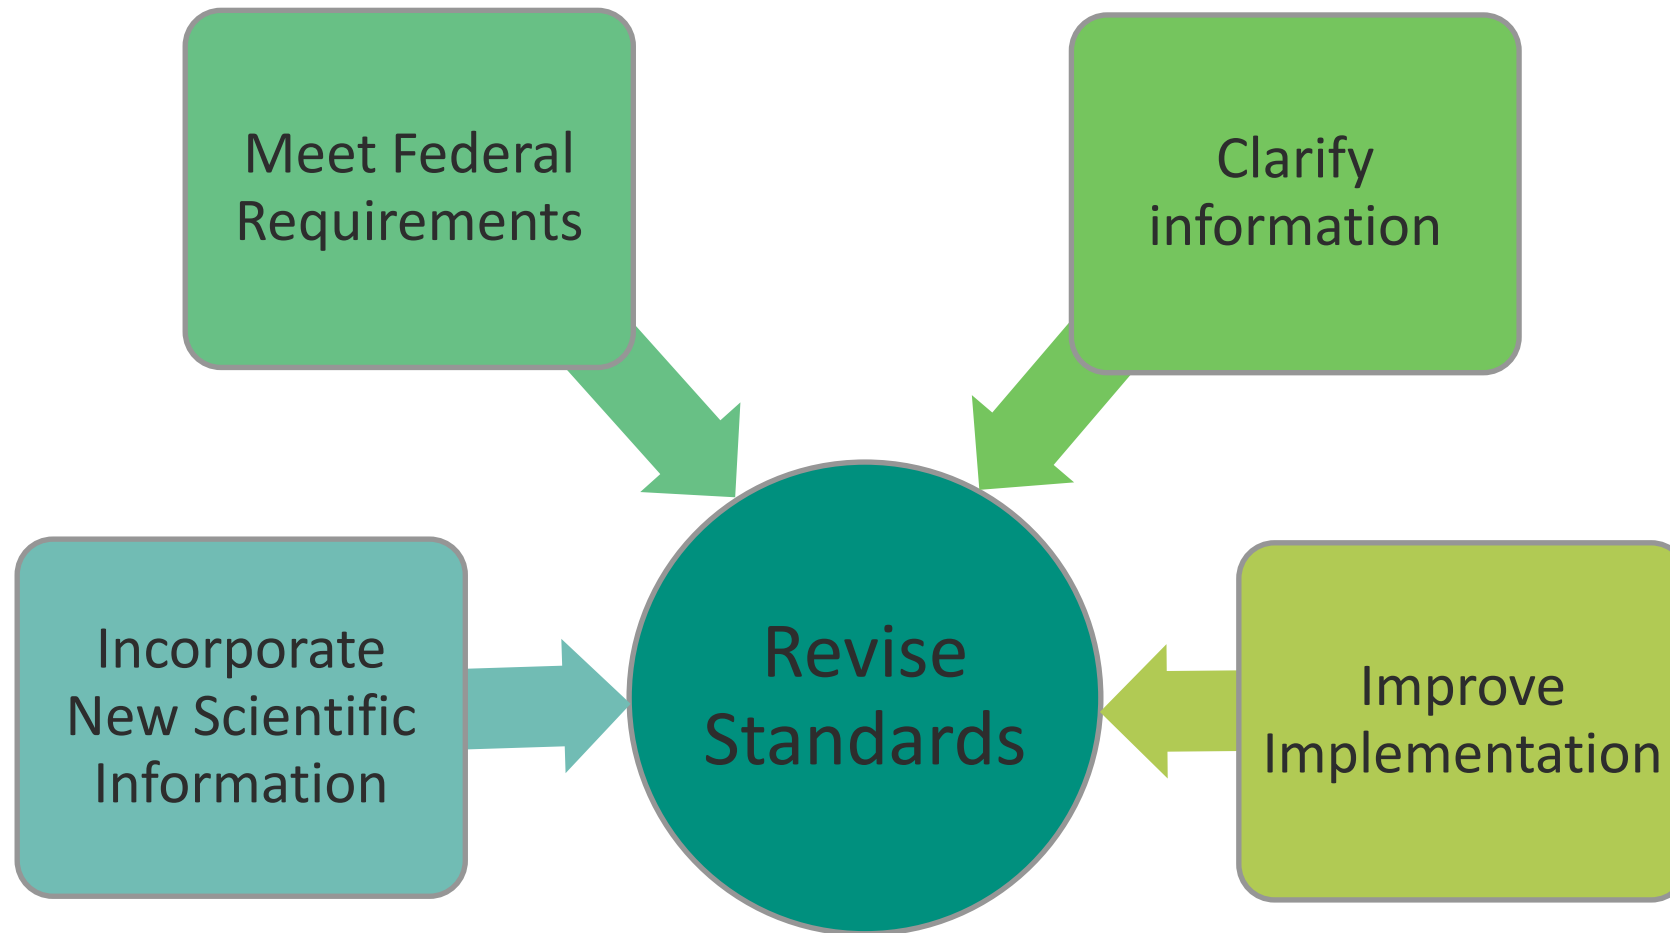 Meet Federal
Requirements
Clarify
information
Incorporate
New Scientific
Information
Revise
Standards
Improve
Implementation